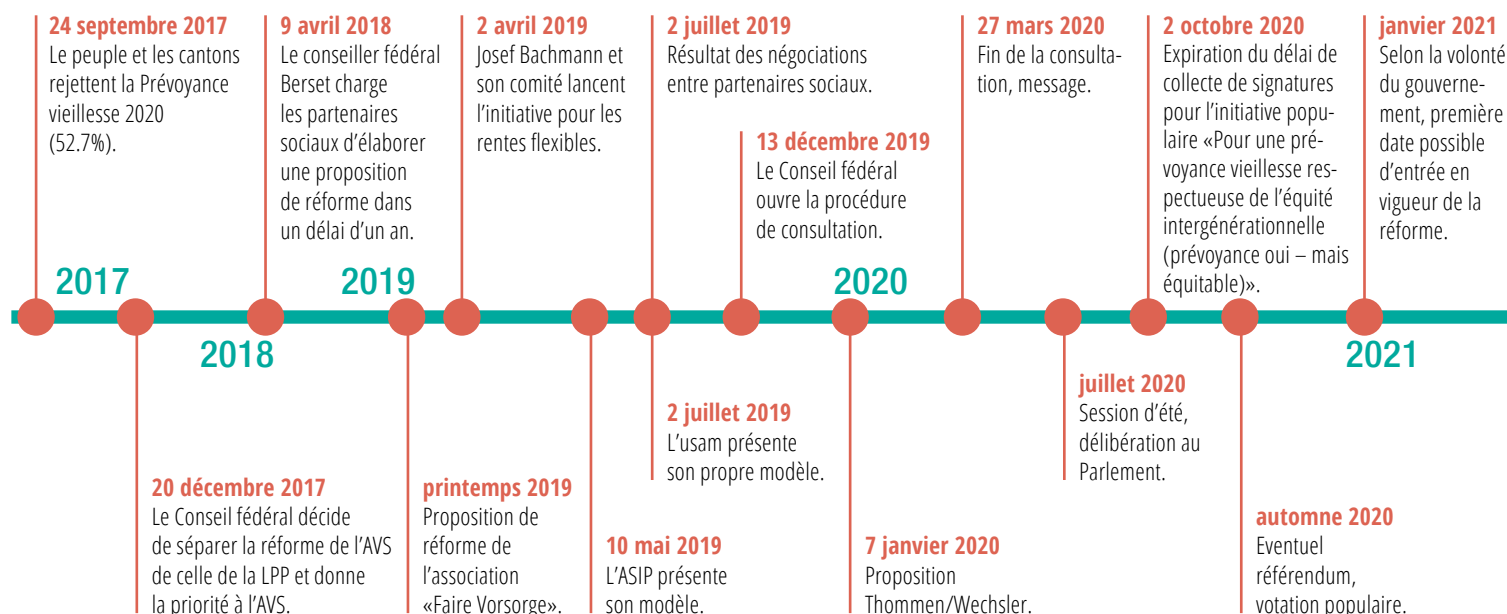 24 septembre 2017
Le peuple et les cantons
rejettent la Prévoyance
vieillesse 2020
(52.7%).
9 avril 2018
Le conseiller fédéral
Berset charge
les partenaires
sociaux d’élaborer
une proposition
de réforme dans
un délai d’un an.
2 avril 2019
Josef Bachmann et
son comité lancent
l’initiative pour les
rentes flexibles.
2 juillet 2019
Résultat des négociations
entre partenaires sociaux.
13 décembre 2019
Le Conseil fédéral
ouvre la procédure
de consultation.
27 mars 2020
Fin de la consulta-
tion, message.
2 octobre 2020
Expiration du délai de
collecte de signatures
pour l’initiative popu-
laire «Pour une pré-
voyance vieillesse res-
pectueuse de l’équité
intergénérationnelle
(prévoyance oui – mais
équitable)».
janvier 2021
Selon la volonté
du gouverne-
ment, première
date possible
d’entrée en
vigueur de la
réforme.
2017
2018
2019
2020
2021
20 décembre 2017
Le Conseil fédéral décide
de séparer la réforme de l’AVS
de celle de la LPP et donne
la priorité à l’AVS.
printemps 2019
Proposition de
réforme de
l’association
«Faire Vorsorge».
10 mai 2019
L’ASIP présente
son modèle.
2 juillet 2019
L’usam présente
son propre modèle.
7 janvier 2020
Proposition
Thommen/Wechsler.
juillet 2020
Session d’été,
délibération au
Parlement.
automne 2020
Eventuel
référendum,
votation populaire.